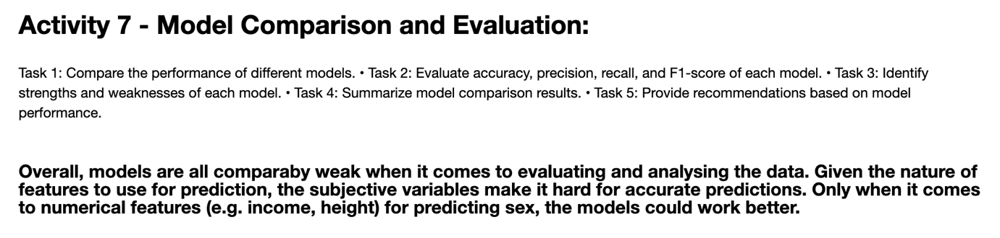 Activity 7 - Model Comparison and Evaluation:
Task 1: Compare the performance of different models. • Task 2: Evaluate accuracy, precision, recall, and F1-score of each model. • Task 3: Identify
strengths and weaknesses of each model. • Task 4: Summarize model comparison results. • Task 5: Provide recommendations based on model
performance.
Overall, models are all comparaby weak when it comes to evaluating and analysing the data. Given the nature of
features to use for prediction, the subjective variables make it hard for accurate predictions. Only when it comes
to numerical features (e.g. income, height) for predicting sex, the models could work better.